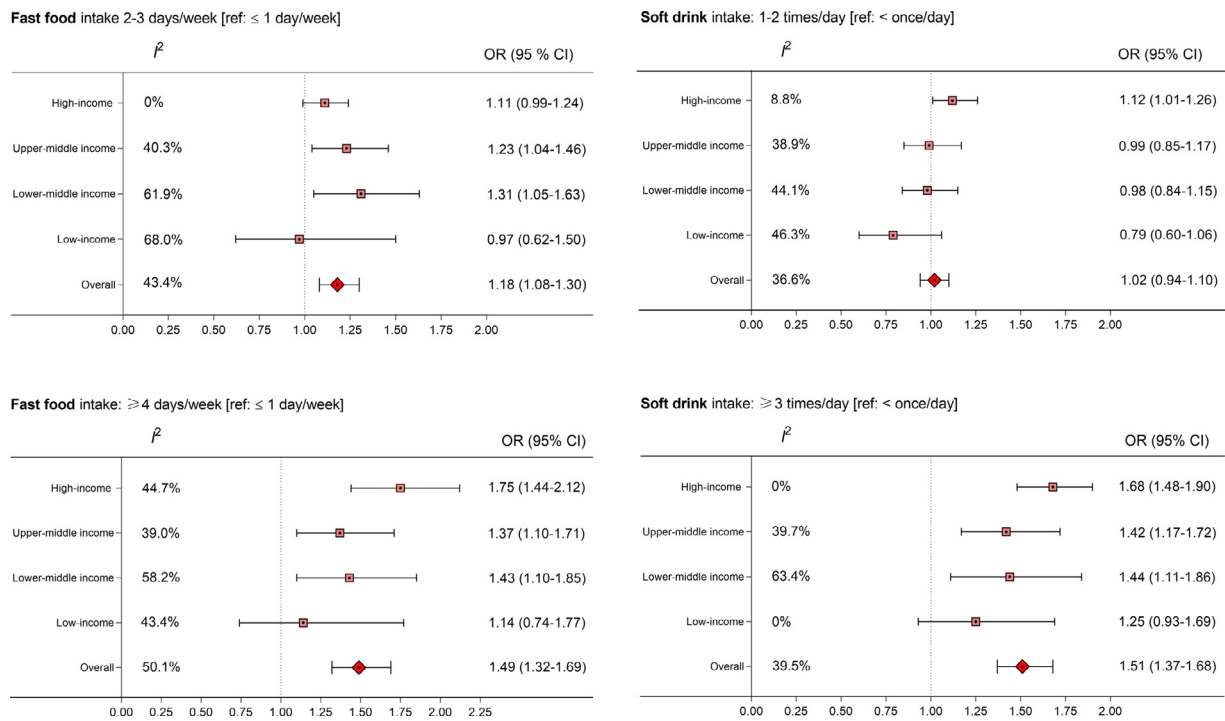 Fast food intake 2-3 days/week [ref: ≤ 1 day/week]
I² OR (95 % CI)
High-income 0% 1.11 (0.99-1.24)
Upper-middle income 40.3% 1.23 (1.04-1.46)
Lower-middle income 61.9% 1.31 (1.05-1.63)
Low-income 68.0% 0.97 (0.62-1.50)
Overall 43.4% 1.18 (1.08-1.30)
0.00 0.25 0.50 0.75 1.00 1.25 1.50 1.75 2.00
Soft drink intake: 1-2 times/day [ref: < once/day]
I² OR (95% CI)
High-income 8.8% 1.12 (1.01-1.26)
Upper-middle income 38.9% 0.99 (0.85-1.17)
Lower-middle income 44.1% 0.98 (0.84-1.15)
Low-income 46.3% 0.79 (0.60-1.06)
Overall 36.6% 1.02 (0.94-1.10)
0.00 0.25 0.50 0.75 1.00 1.25 1.50 1.75 2.00
Fast food intake: ≥4 days/week [ref: ≤ 1 day/week]
I² OR (95% CI)
High-income 44.7% 1.75 (1.44-2.12)
Upper-middle income 39.0% 1.37 (1.10-1.71)
Lower-middle income 58.2% 1.43 (1.10-1.85)
Low-income 43.4% 1.14 (0.74-1.77)
Overall 50.1% 1.49 (1.32-1.69)
0.00 0.25 0.50 0.75 1.00 1.25 1.50 1.75 2.00 2.25
Soft drink intake: ≥3 times/day [ref: < once/day]
I² OR (95% CI)
High-income 0% 1.68 (1.48-1.90)
Upper-middle income 39.7% 1.42 (1.17-1.72)
Lower-middle income 63.4% 1.44 (1.11-1.86)
Low-income 0% 1.25 (0.93-1.69)
Overall 39.5% 1.51 (1.37-1.68)
0.00 0.25 0.50 0.75 1.00 1.25 1.50 1.75 2.00